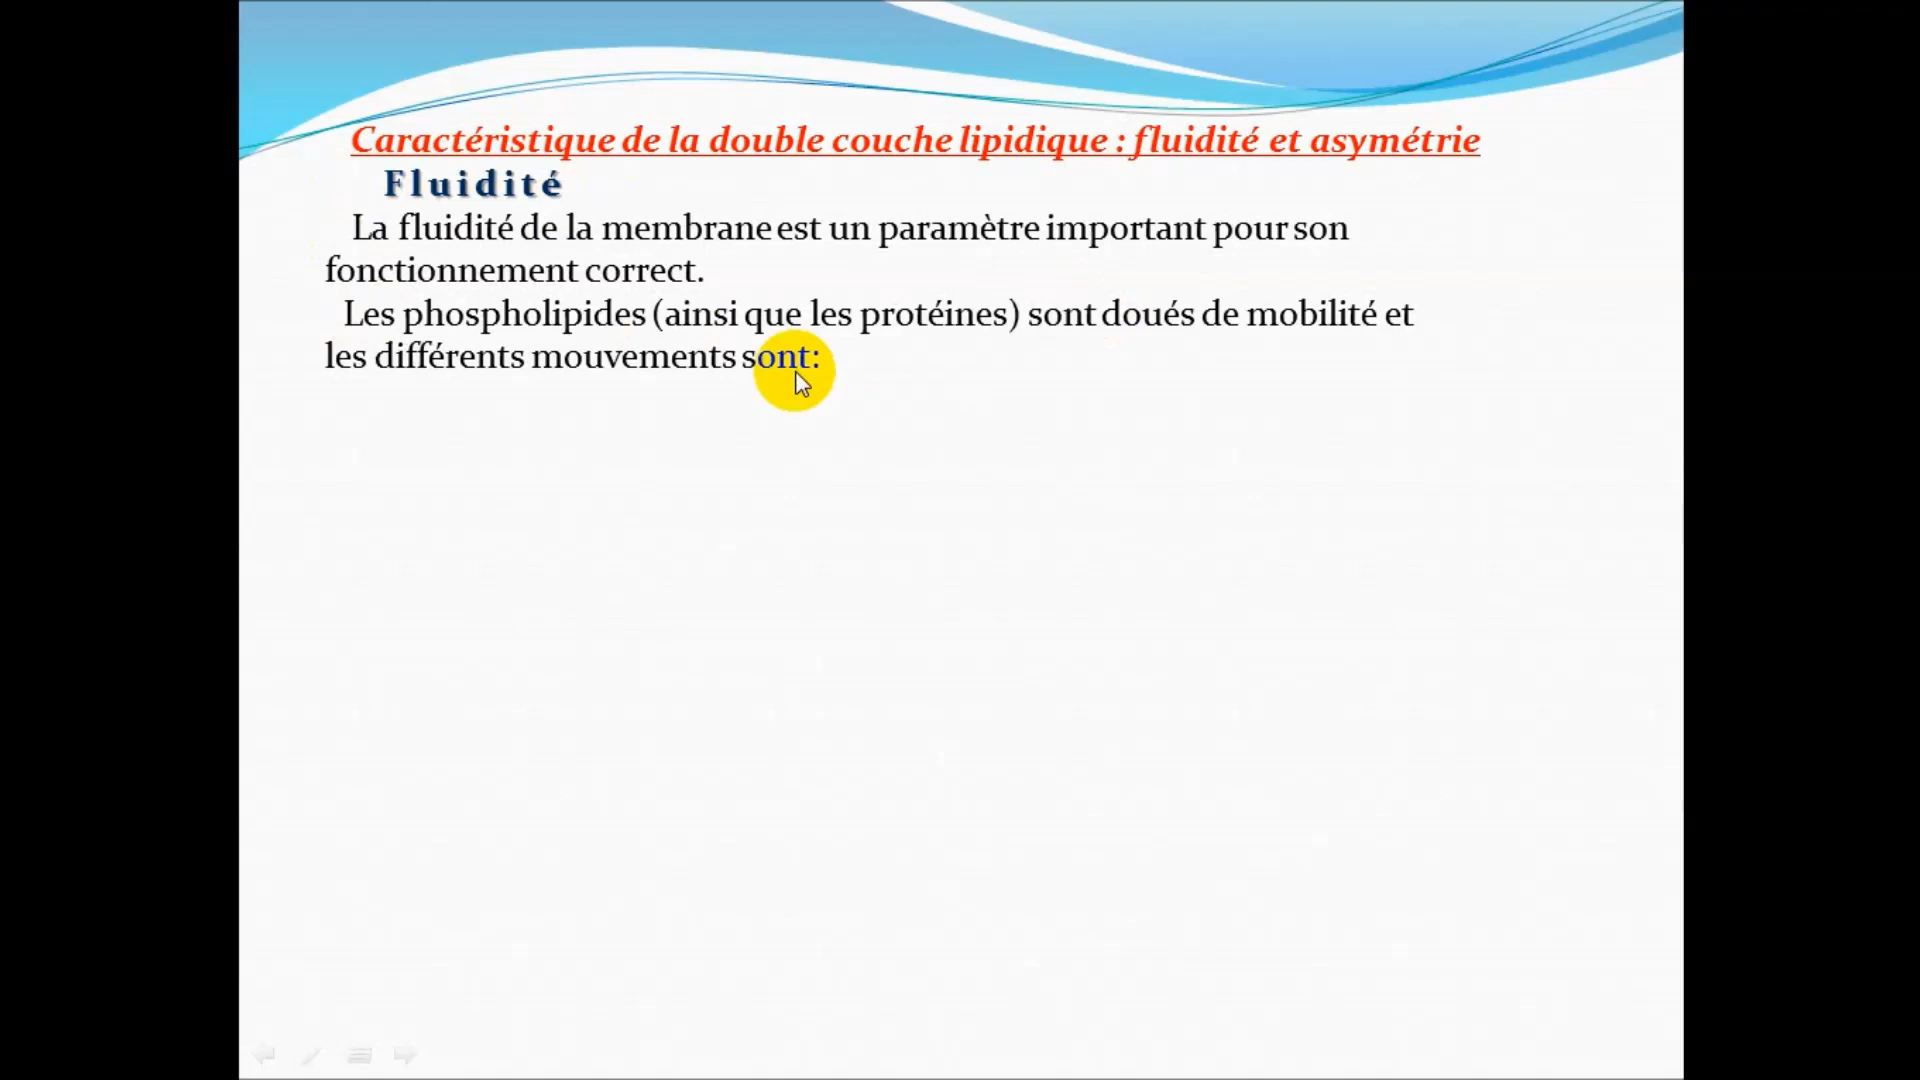 Caractéristique de la double couche lipidique : fluidité et asymétrie
Fluidité
La fluidité de la membrane est un paramètre important pour son
fonctionnement correct.
Les phospholipides (ainsi que les protéines) sont doués de mobilité et
les différents mouvements sont: